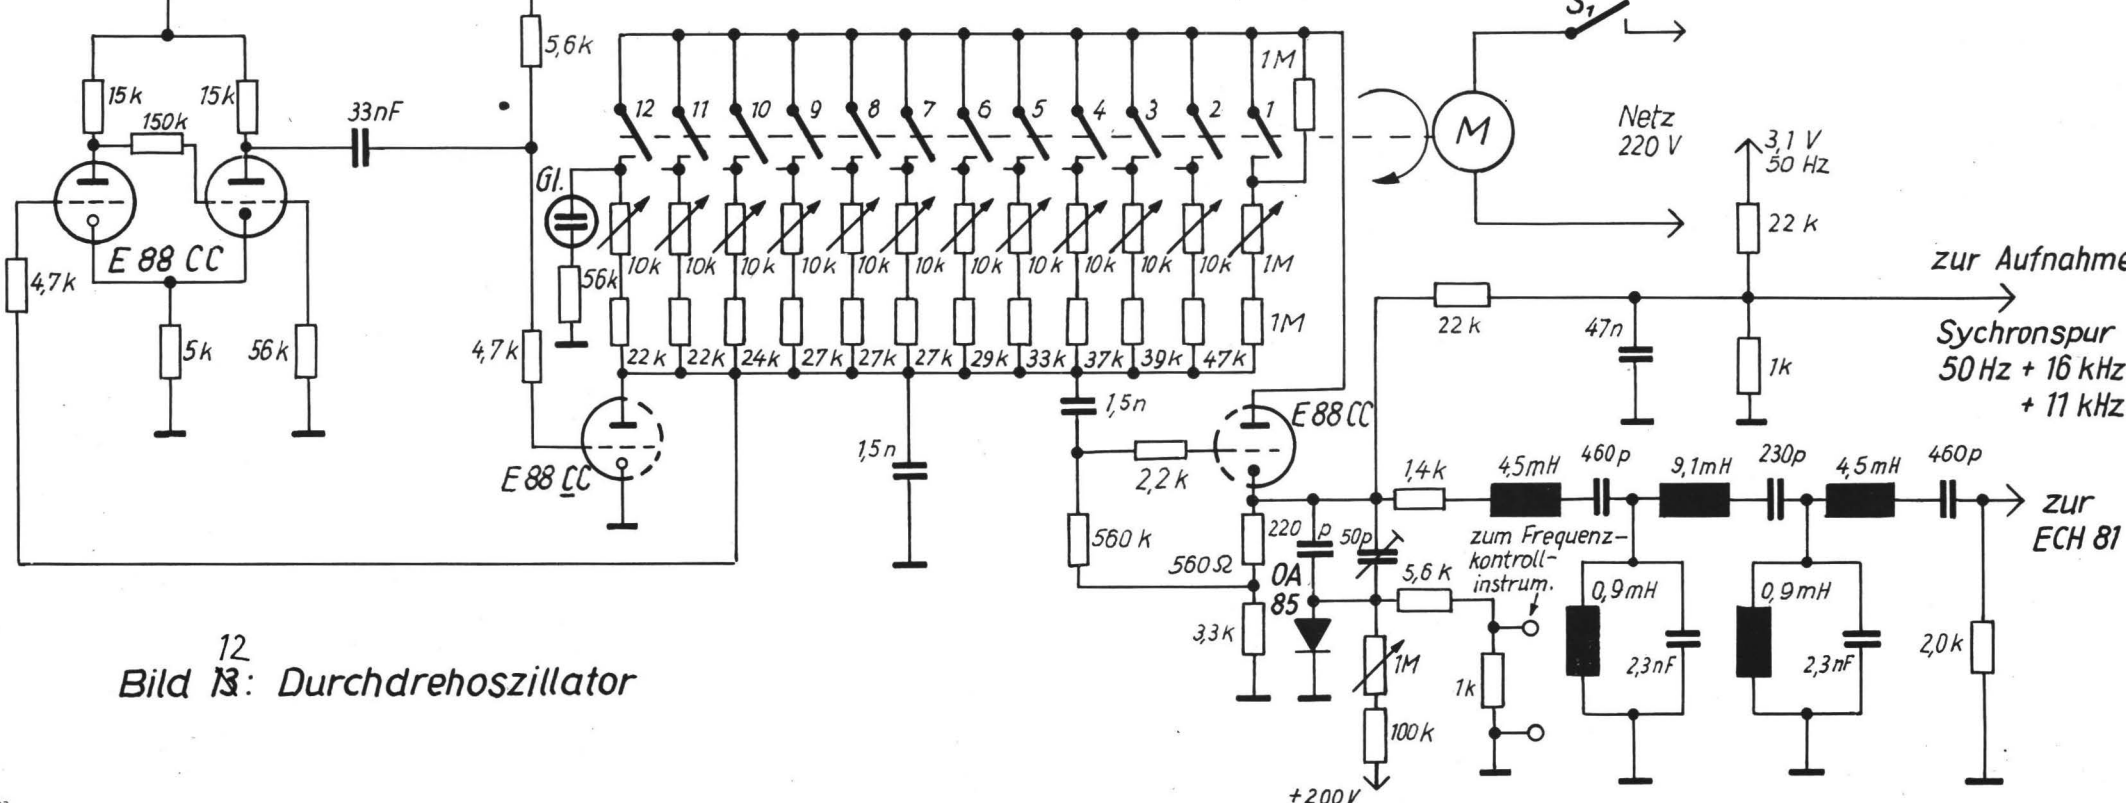 S₁
5,6k
1M
15k
15k
150k
33nF
12 11 10 9 8 7 6 5 4 3 2 1
M
Netz
220 V
3,1 V
50 Hz
Gl.
22 k
E 88 CC
10k 10k 10k 10k 10k 10k 10k 10k 10k 10k 10k 1M
56k
4,7k
zur Aufnahme
22 k
47n
1M
5k
56k
4,7k
22k 22k 24k 27k 27k 27k 29k 33k 37k 39k 47k
1k
Sychronspur
50 Hz + 16 kHz
+ 11 kHz
1,5n
E 88 CC
1,5n
E 88 CC
2,2 k
1,4 k
4,5mH
460p
9,1mH
230p
4,5mH
460p
zur
ECH 81
560 k
560Ω
220 p
50p
zum Frequenz-
kontroll-
instrum.
OA
85
5,6 k
0,9mH
0,9mH
3,3k
1M
1k
2,3nF
2,3nF
2,0k
100k
+200V
12
Bild 13: Durchdrehoszillator